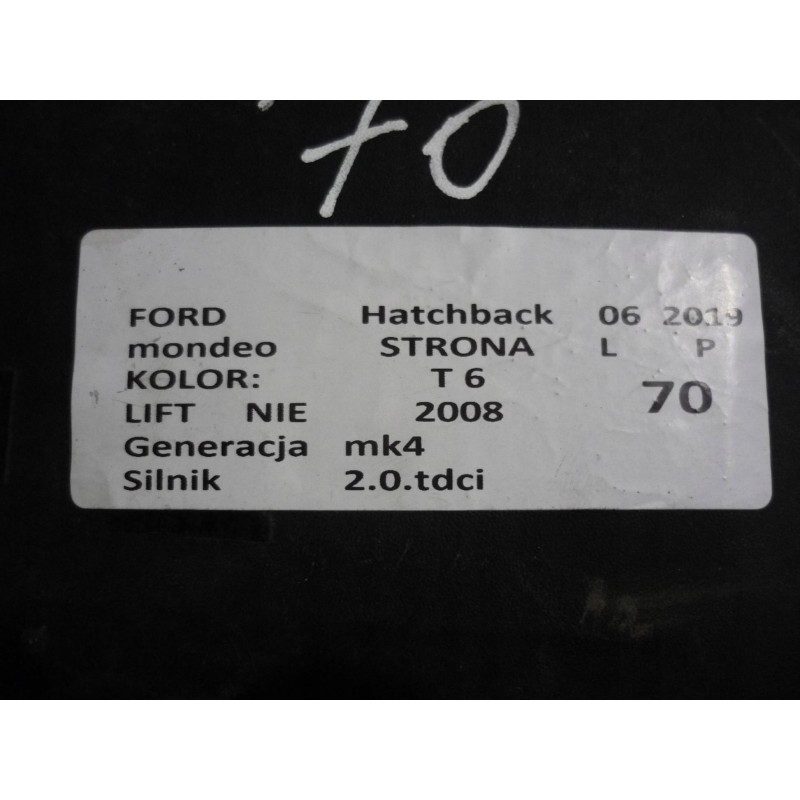 70
FORD Hatchback 06 2019
mondeo STRONA L P
KOLOR: T 6 70
LIFT NIE 2008
Generacja mk4
Silnik 2.0.tdci